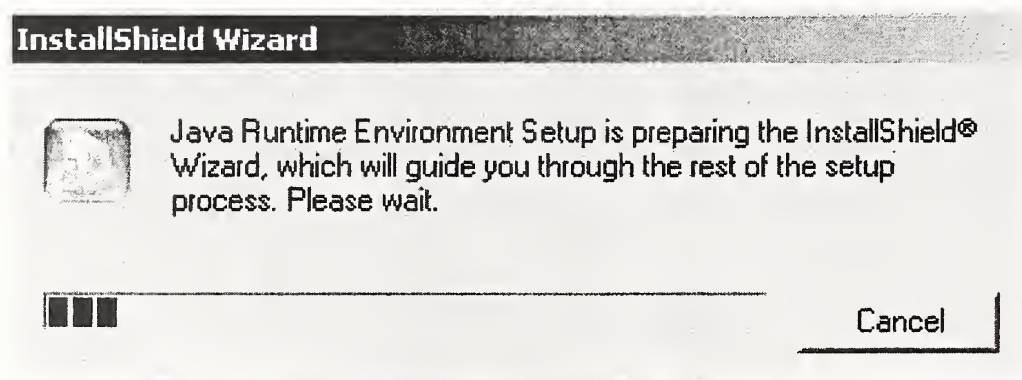 InstallShield Wizard
Java Runtime Environment Setup is preparing the InstallShield®
Wizard, which will guide you through the rest of the setup
process. Please wait.
Cancel